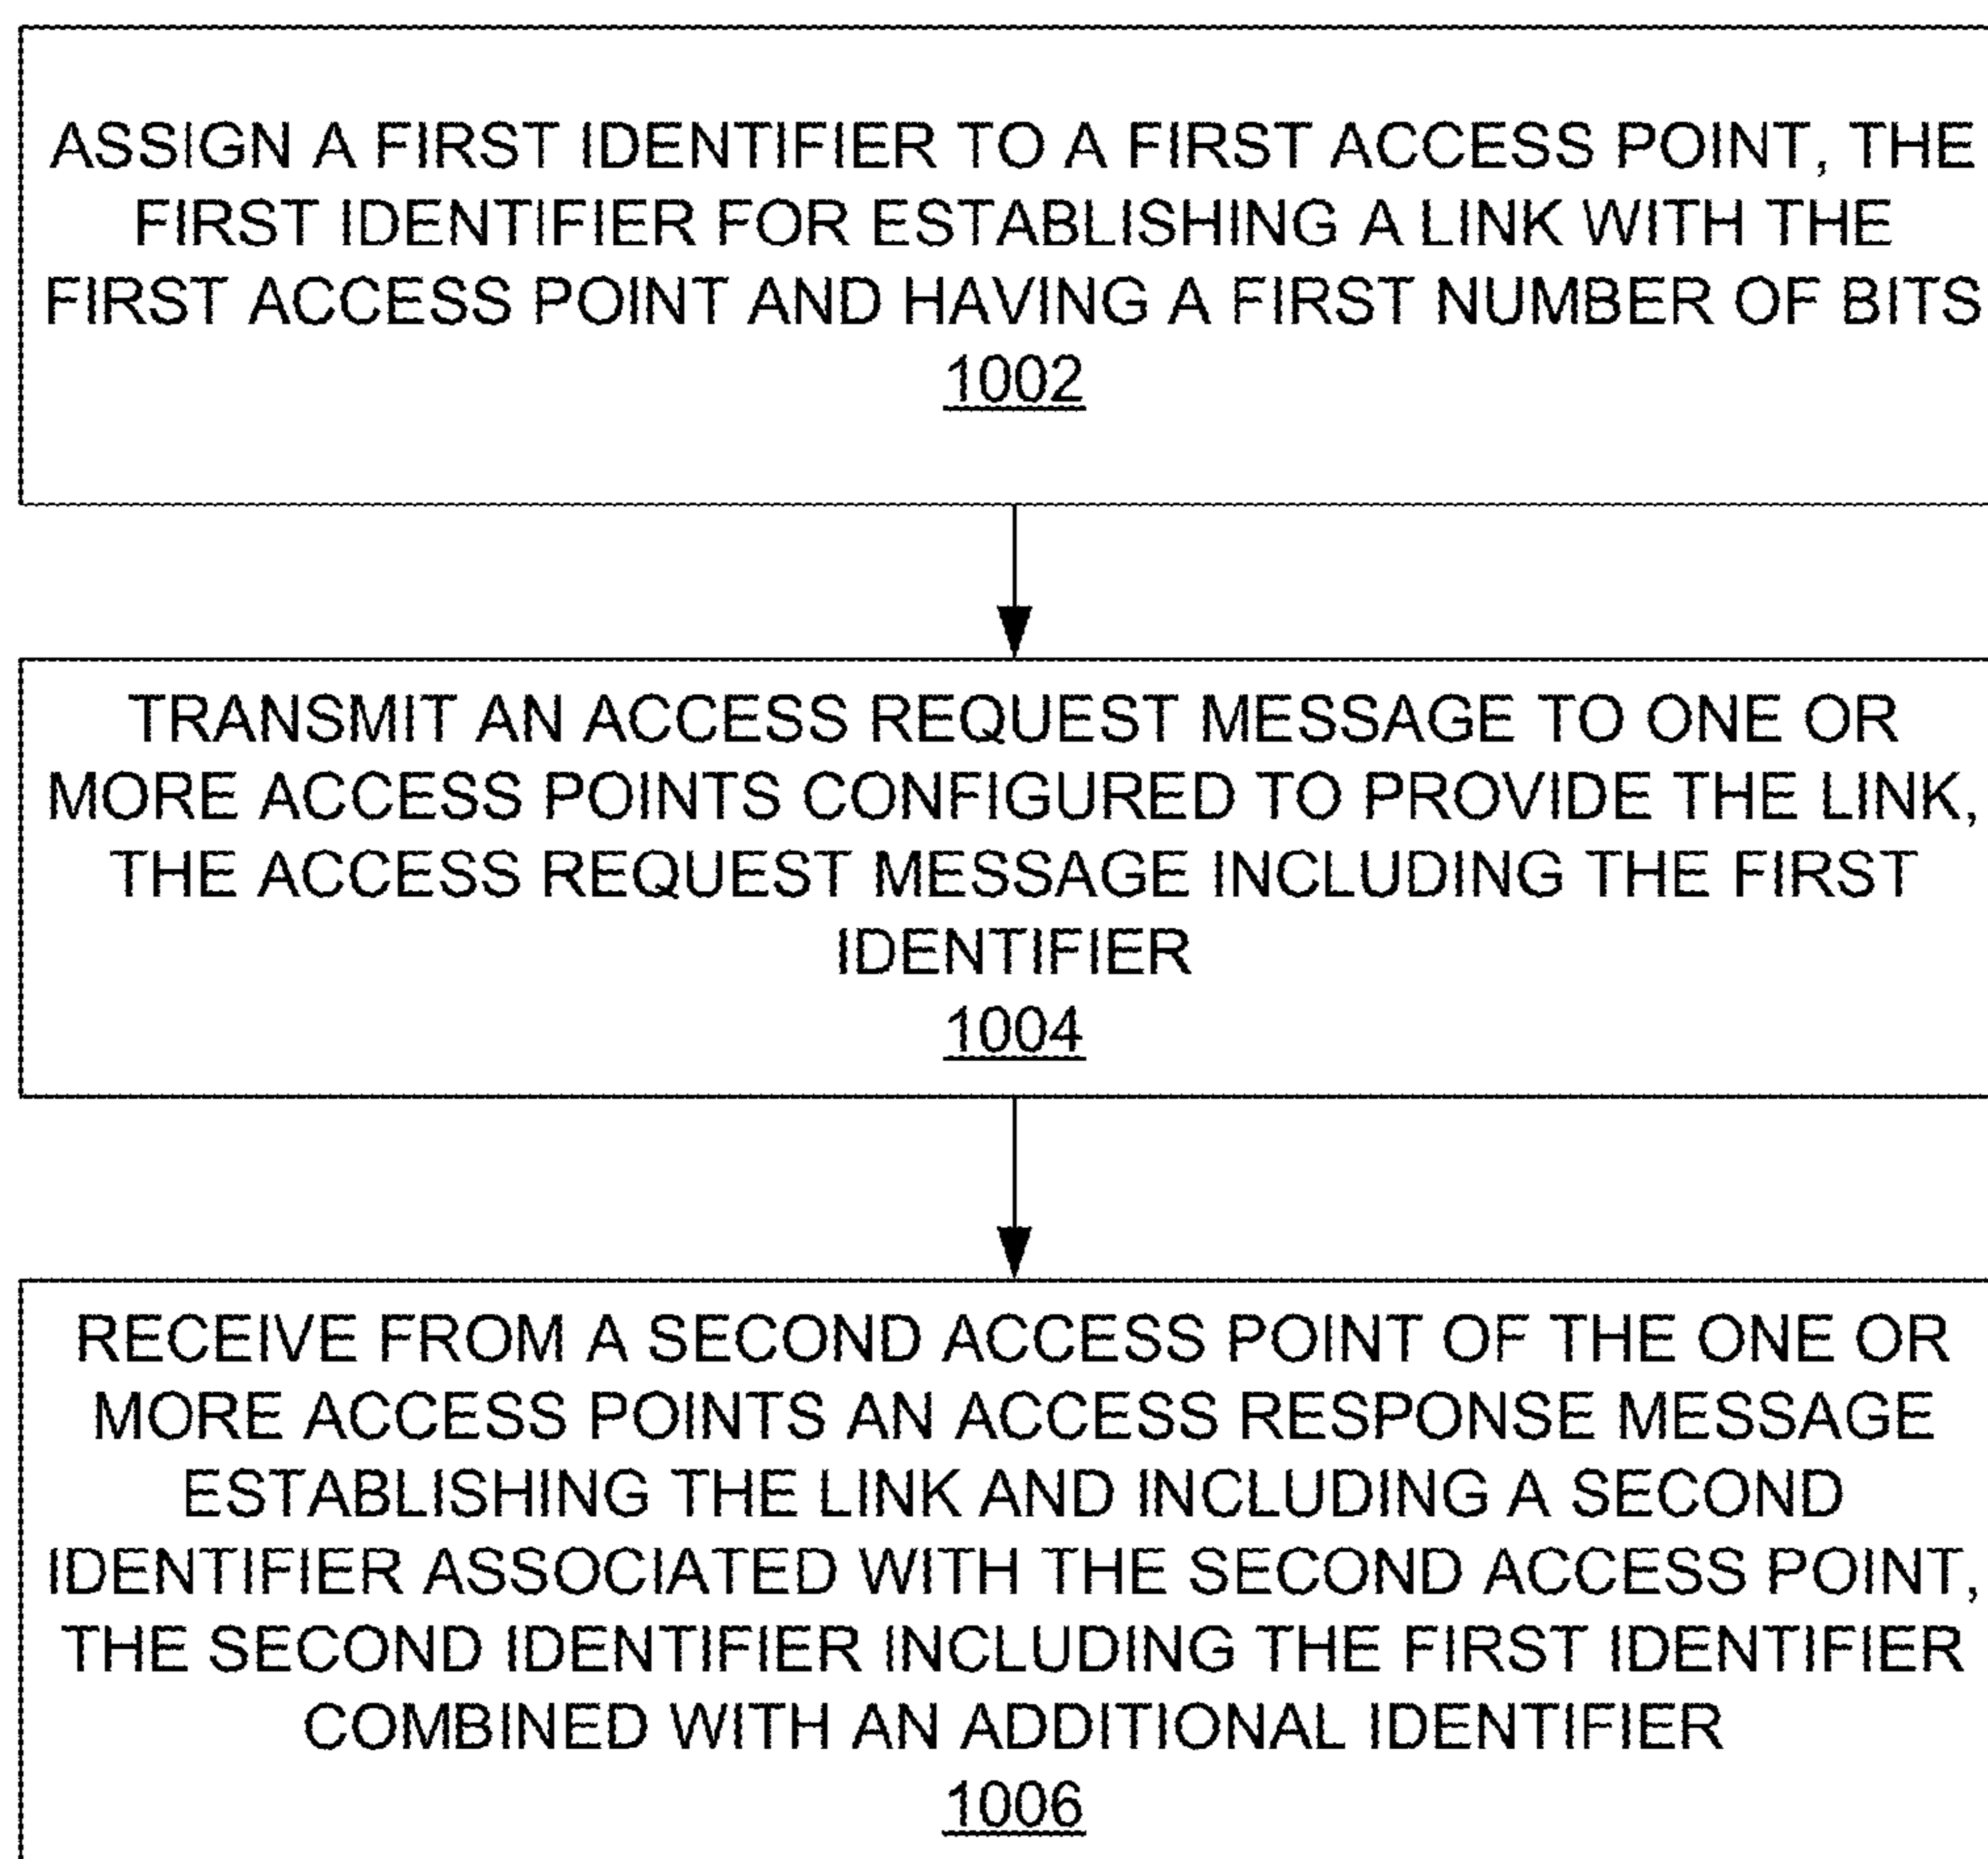 ASSIGN A FIRST IDENTIFIER TO A FIRST ACCESS POINT, THE
FIRST IDENTIFIER FOR ESTABLISHING A LINK WITH THE
FIRST ACCESS POINT AND HAVING A FIRST NUMBER OF BITS
1002
TRANSMIT AN ACCESS REQUEST MESSAGE TO ONE OR
MORE ACCESS POINTS CONFIGURED TO PROVIDE THE LINK,
THE ACCESS REQUEST MESSAGE INCLUDING THE FIRST
IDENTIFIER
1004
RECEIVE FROM A SECOND ACCESS POINT OF THE ONE OR
MORE ACCESS POINTS AN ACCESS RESPONSE MESSAGE
ESTABLISHING THE LINK AND INCLUDING A SECOND
IDENTIFIER ASSOCIATED WITH THE SECOND ACCESS POINT,
THE SECOND IDENTIFIER INCLUDING THE FIRST IDENTIFIER
COMBINED WITH AN ADDITIONAL IDENTIFIER
1006